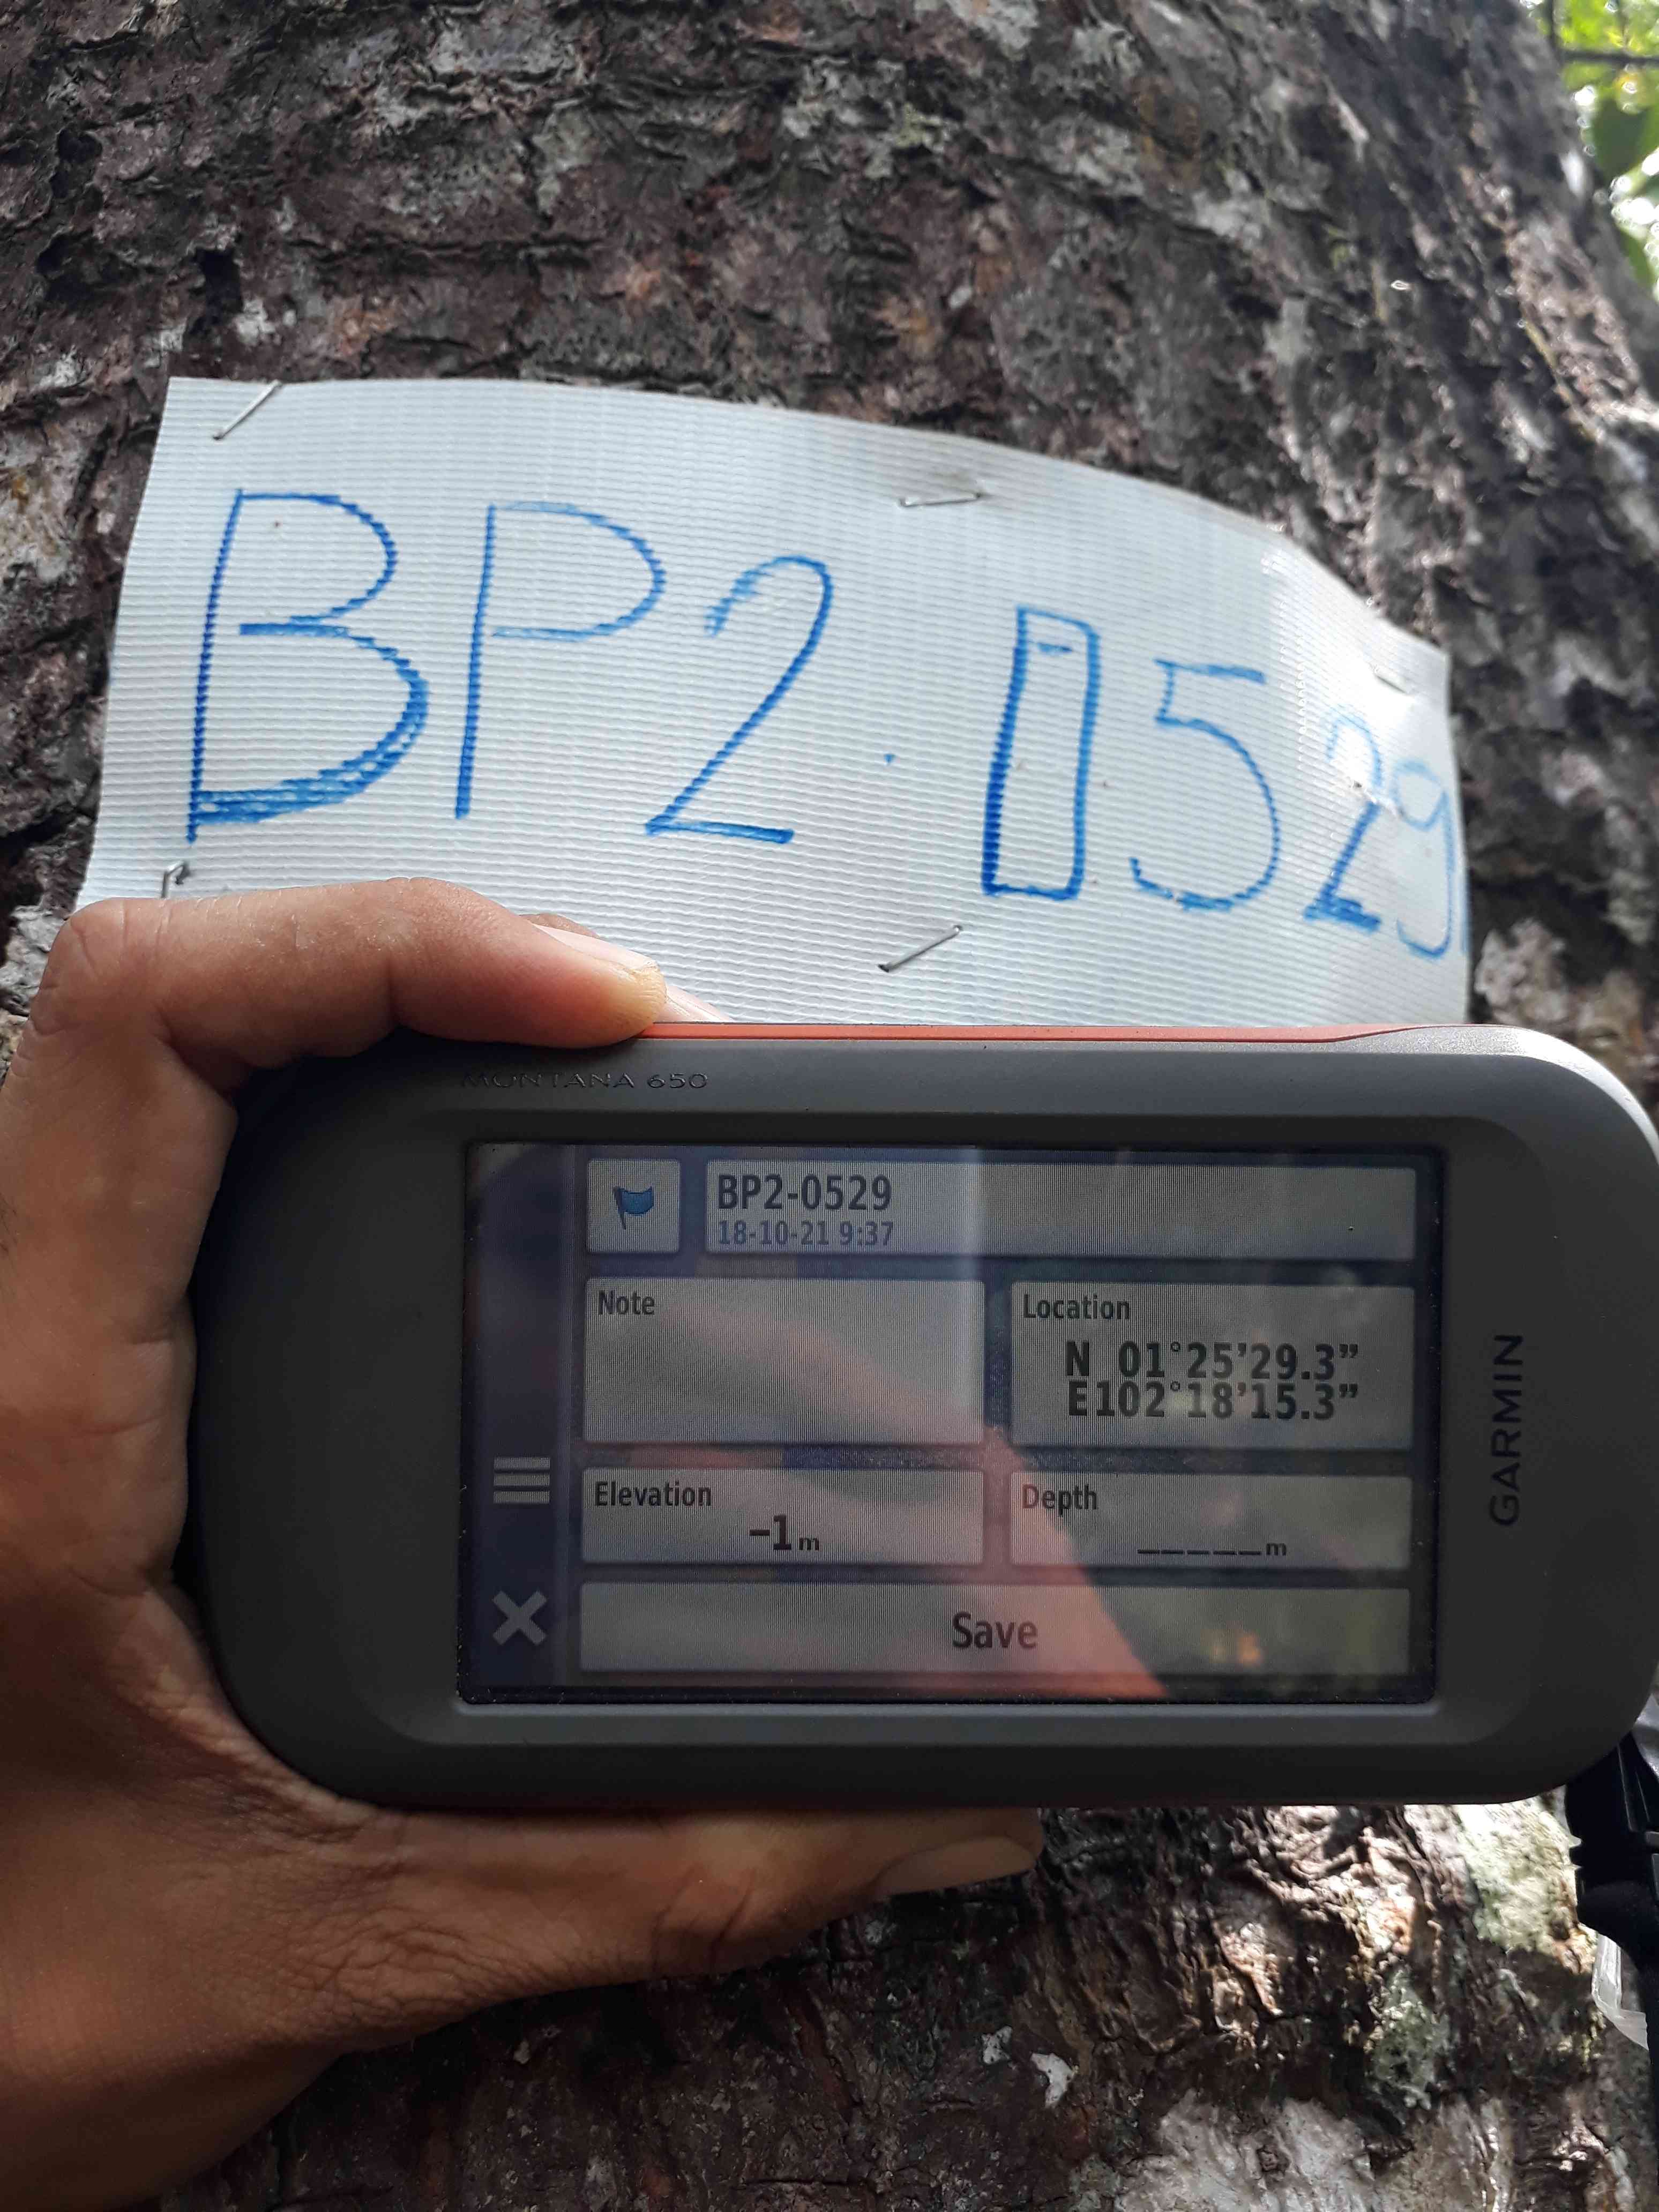 BP2.0529
MONTANA 650
BP2-0529
18-10-21 9:37
Note
Location
N 01°25'29.3"
E102°18'15.3"
Elevation
-1m
Depth
_____m
Save
GARMIN